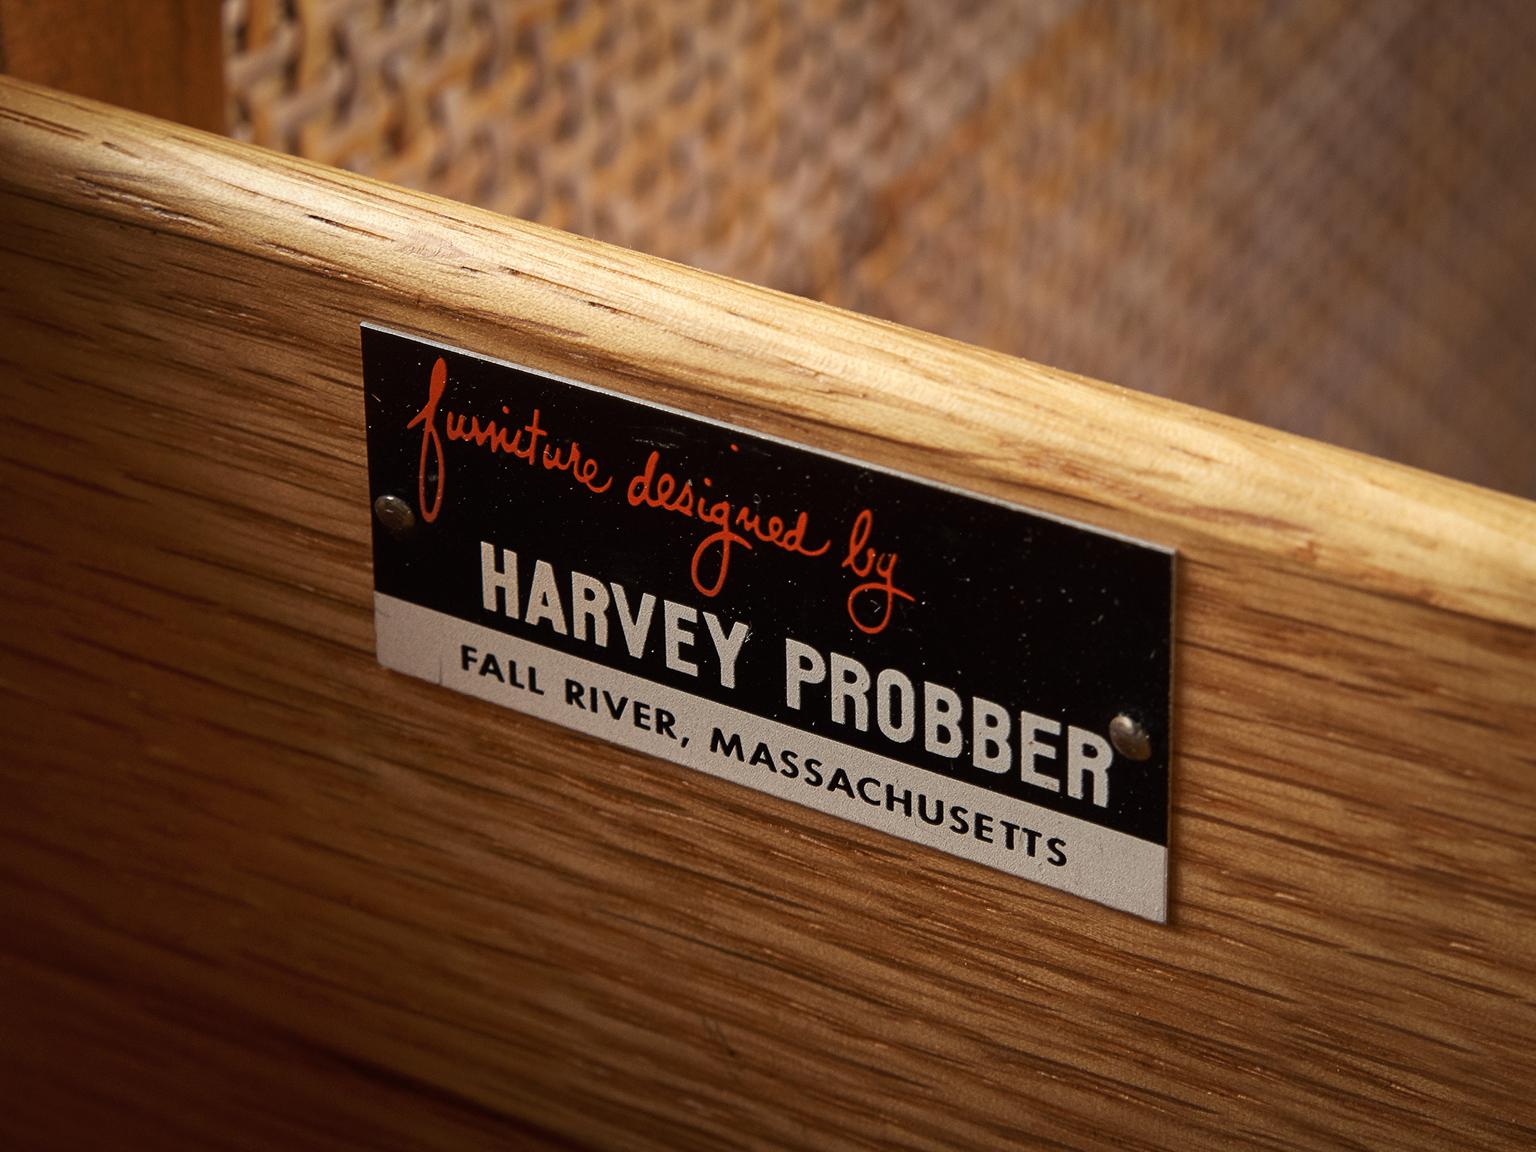 furniture designed by
HARVEY PROBBER
FALL RIVER, MASSACHUSETTS